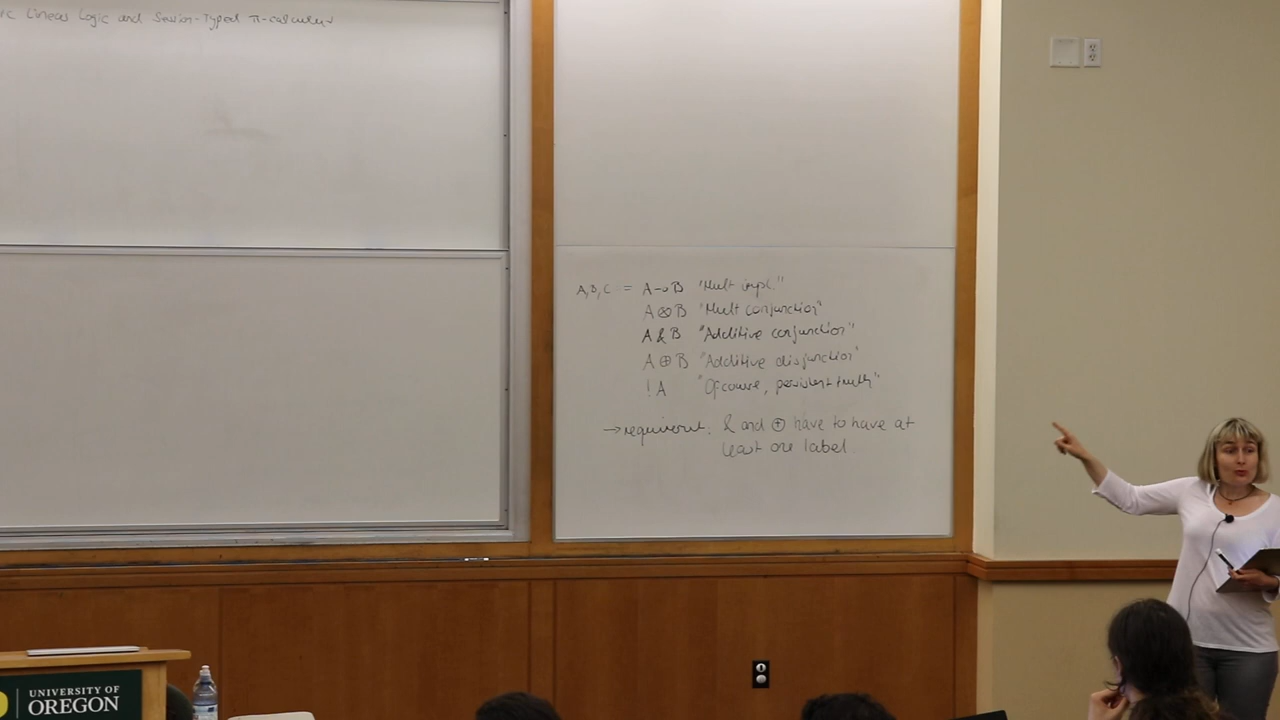 ic Linear Logic and Session-Typed π-calculus
A,B,C = A⊸B "Mult impl."
A⊗B "Mult conjunction"
A & B "Additive conjunction"
A⊕B "Additive disjunction"
!A "Of course, persistent truth"
→ requirement: & and ⊕ have to have at
least one label
UNIVERSITY OF
OREGON